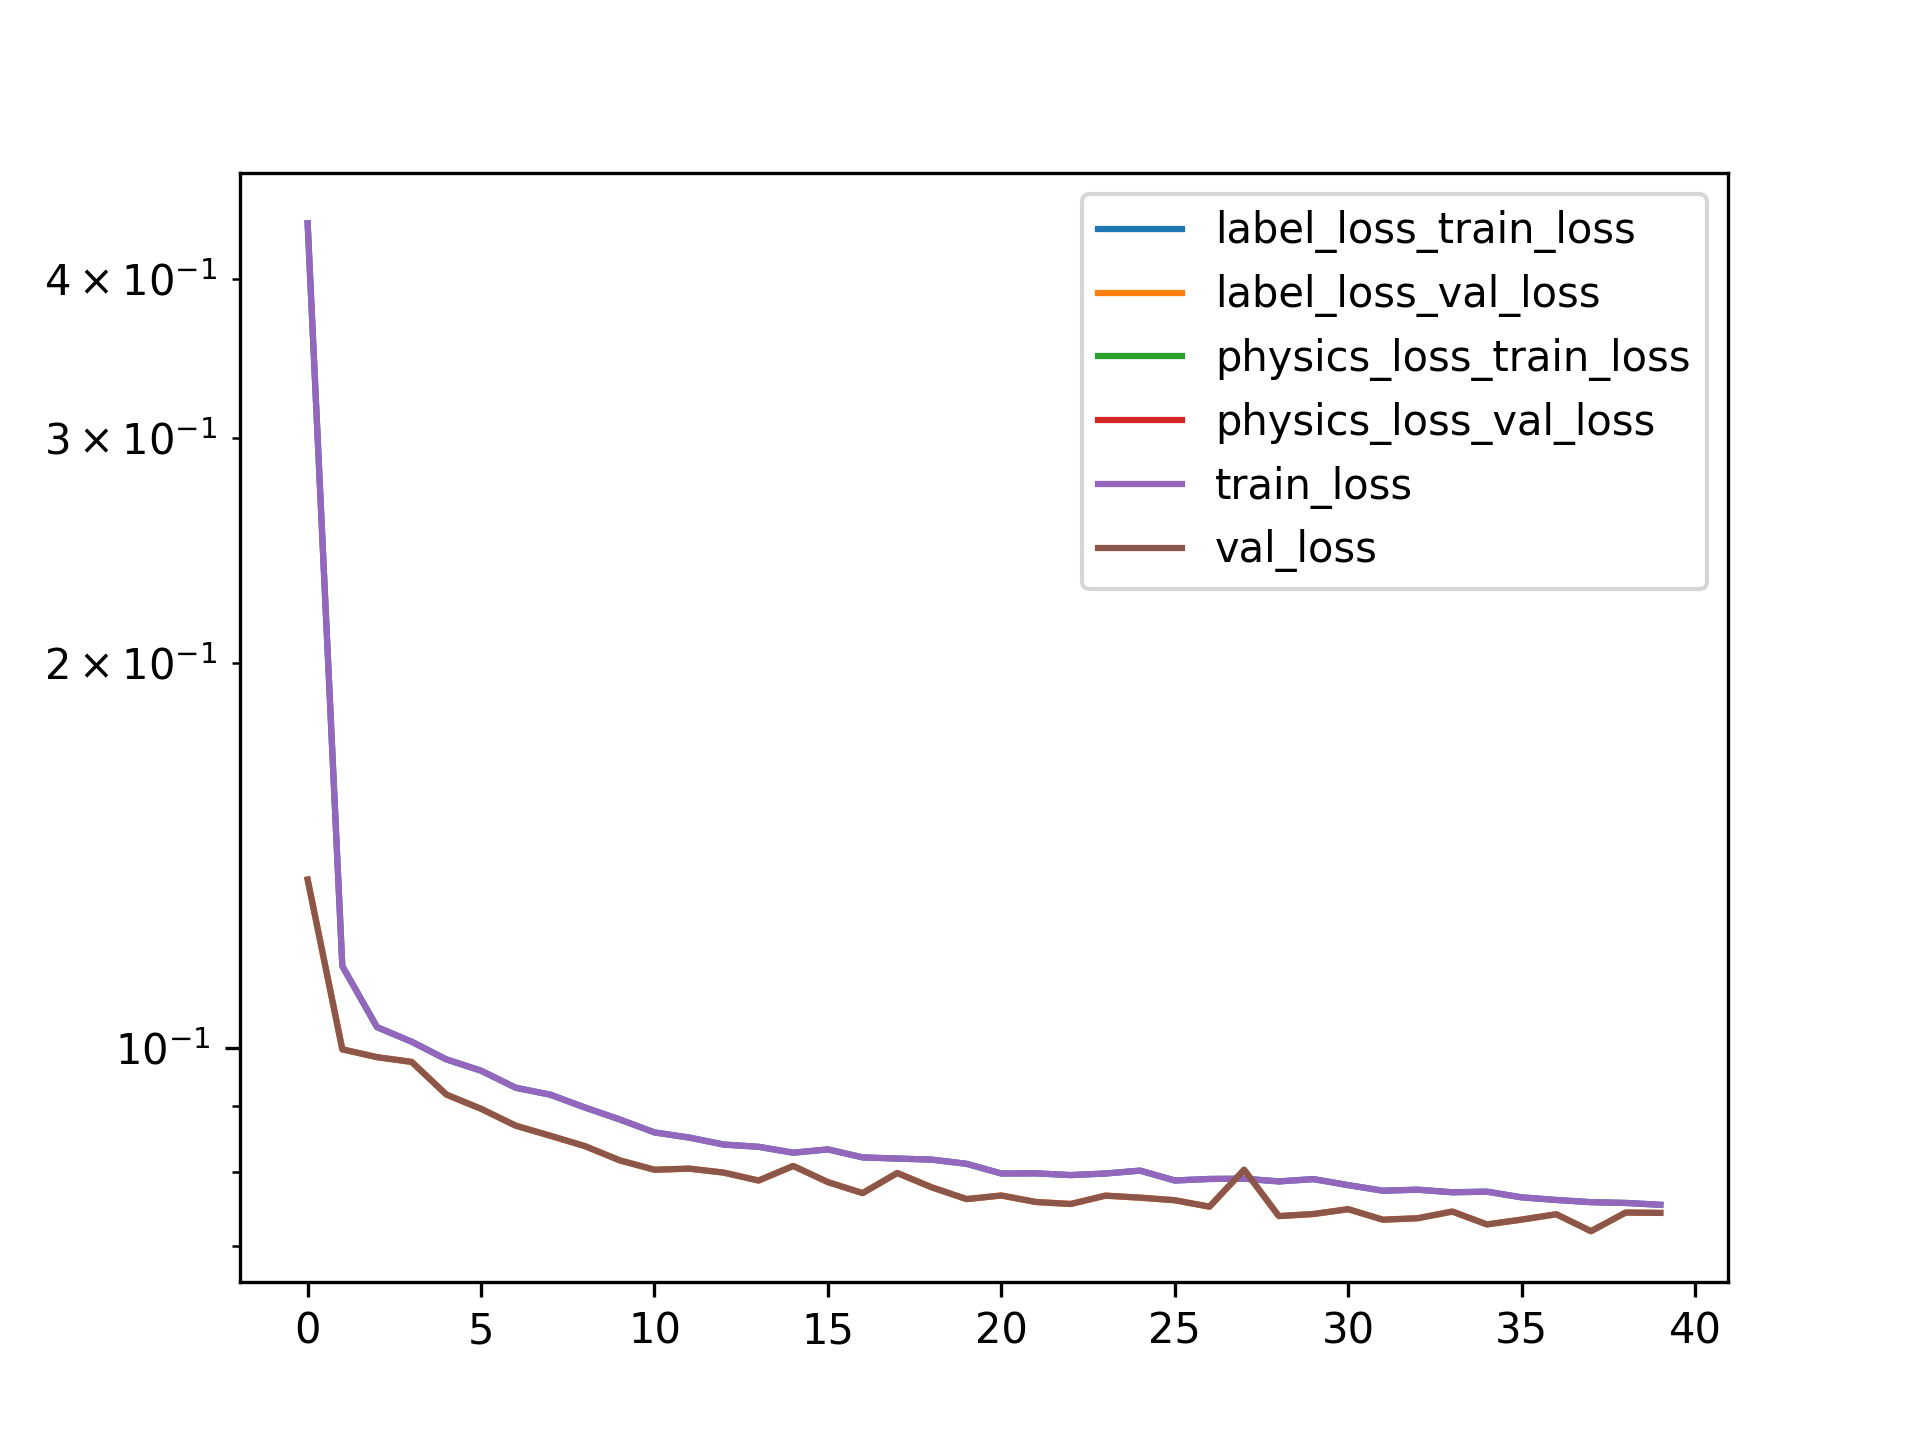 label_loss_train_loss
label_loss_val_loss
physics_loss_train_loss
physics_loss_val_loss
train_loss
val_loss
4 × 10⁻¹
3 × 10⁻¹
2 × 10⁻¹
10⁻¹
0 5 10 15 20 25 30 35 40